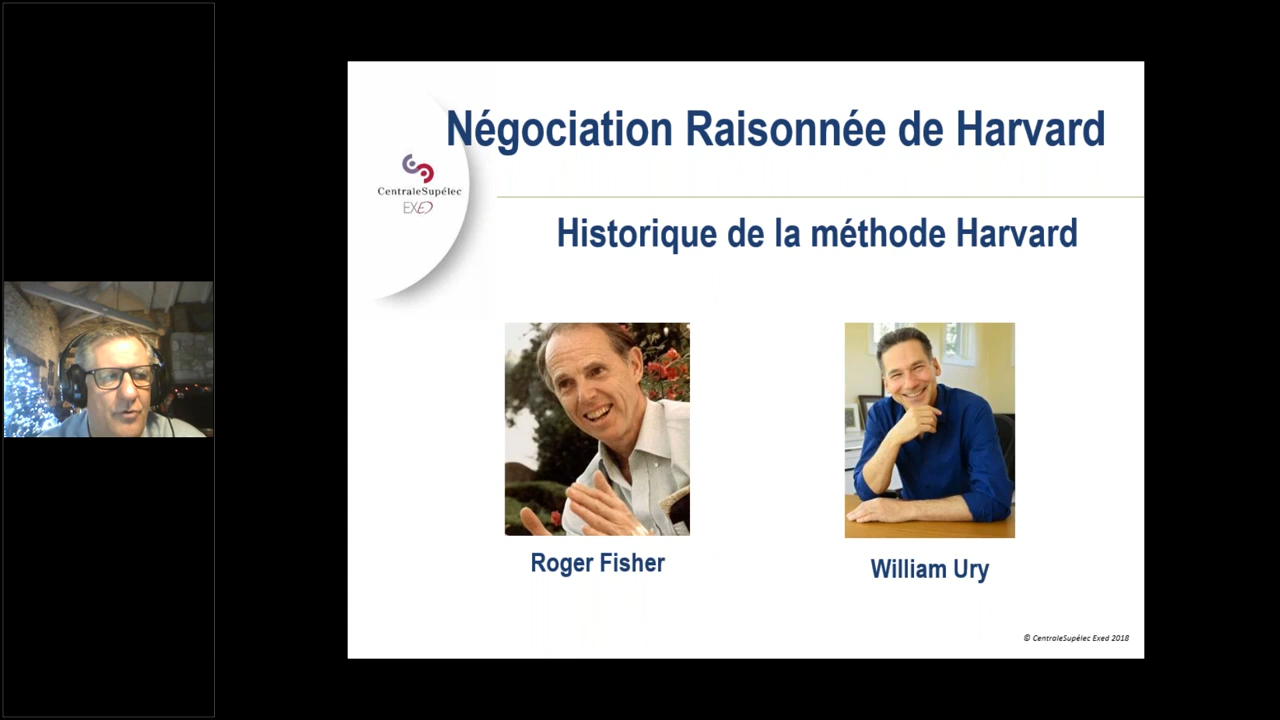 Négociation Raisonnée de Harvard
CentraleSupélec
EXED
Historique de la méthode Harvard
Roger Fisher
William Ury
© CentraleSupélec Exed 2018